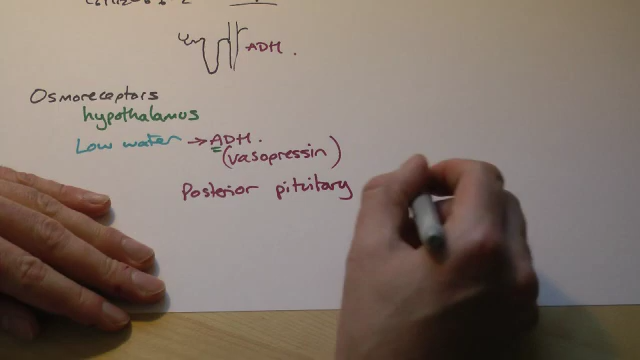 ADH .
Osmoreceptors
hypothalamus
Low water → ADH .
(vasopressin)
Posterior pituitary